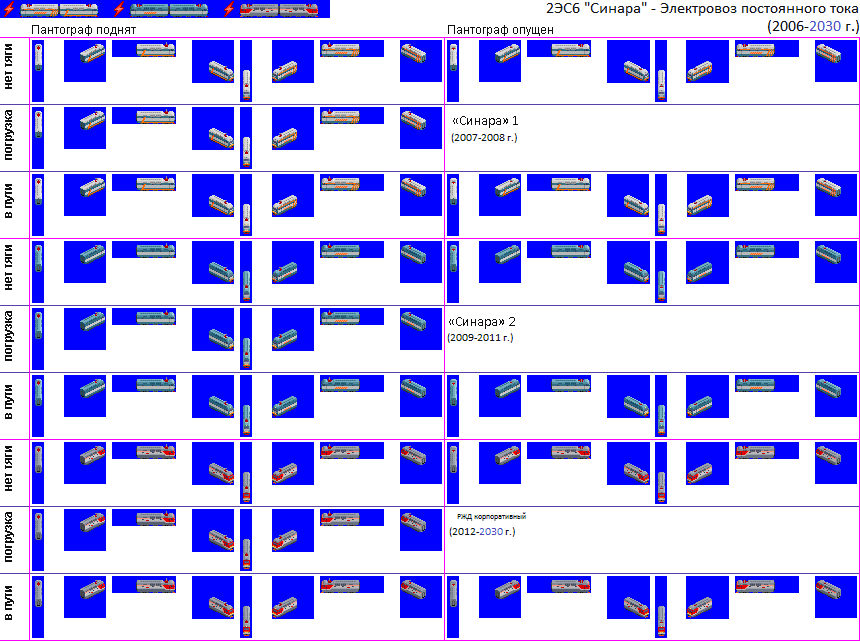 2ЭС6 "Синара" - Электровоз постоянного тока
(2006-2030 г.)
Пантограф поднят
Пантограф опущен
нет тяги
погрузка
«Синара» 1
(2007-2008 г.)
в пути
нет тяги
погрузка
«Синара» 2
(2009-2011 г.)
в пути
нет тяги
погрузка
РЖД корпоративный
(2012-2030 г.)
в пути